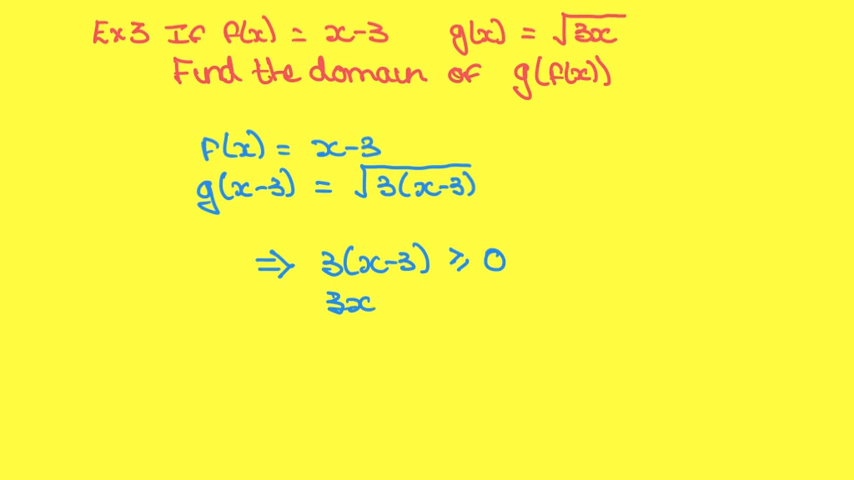 Ex3 If f(x) = x-3 g(x) = √3x
Find the domain of g(f(x))
f(x) = x-3
g(x-3) = √3(x-3)
⇒ 3(x-3) ⩾ 0
3x